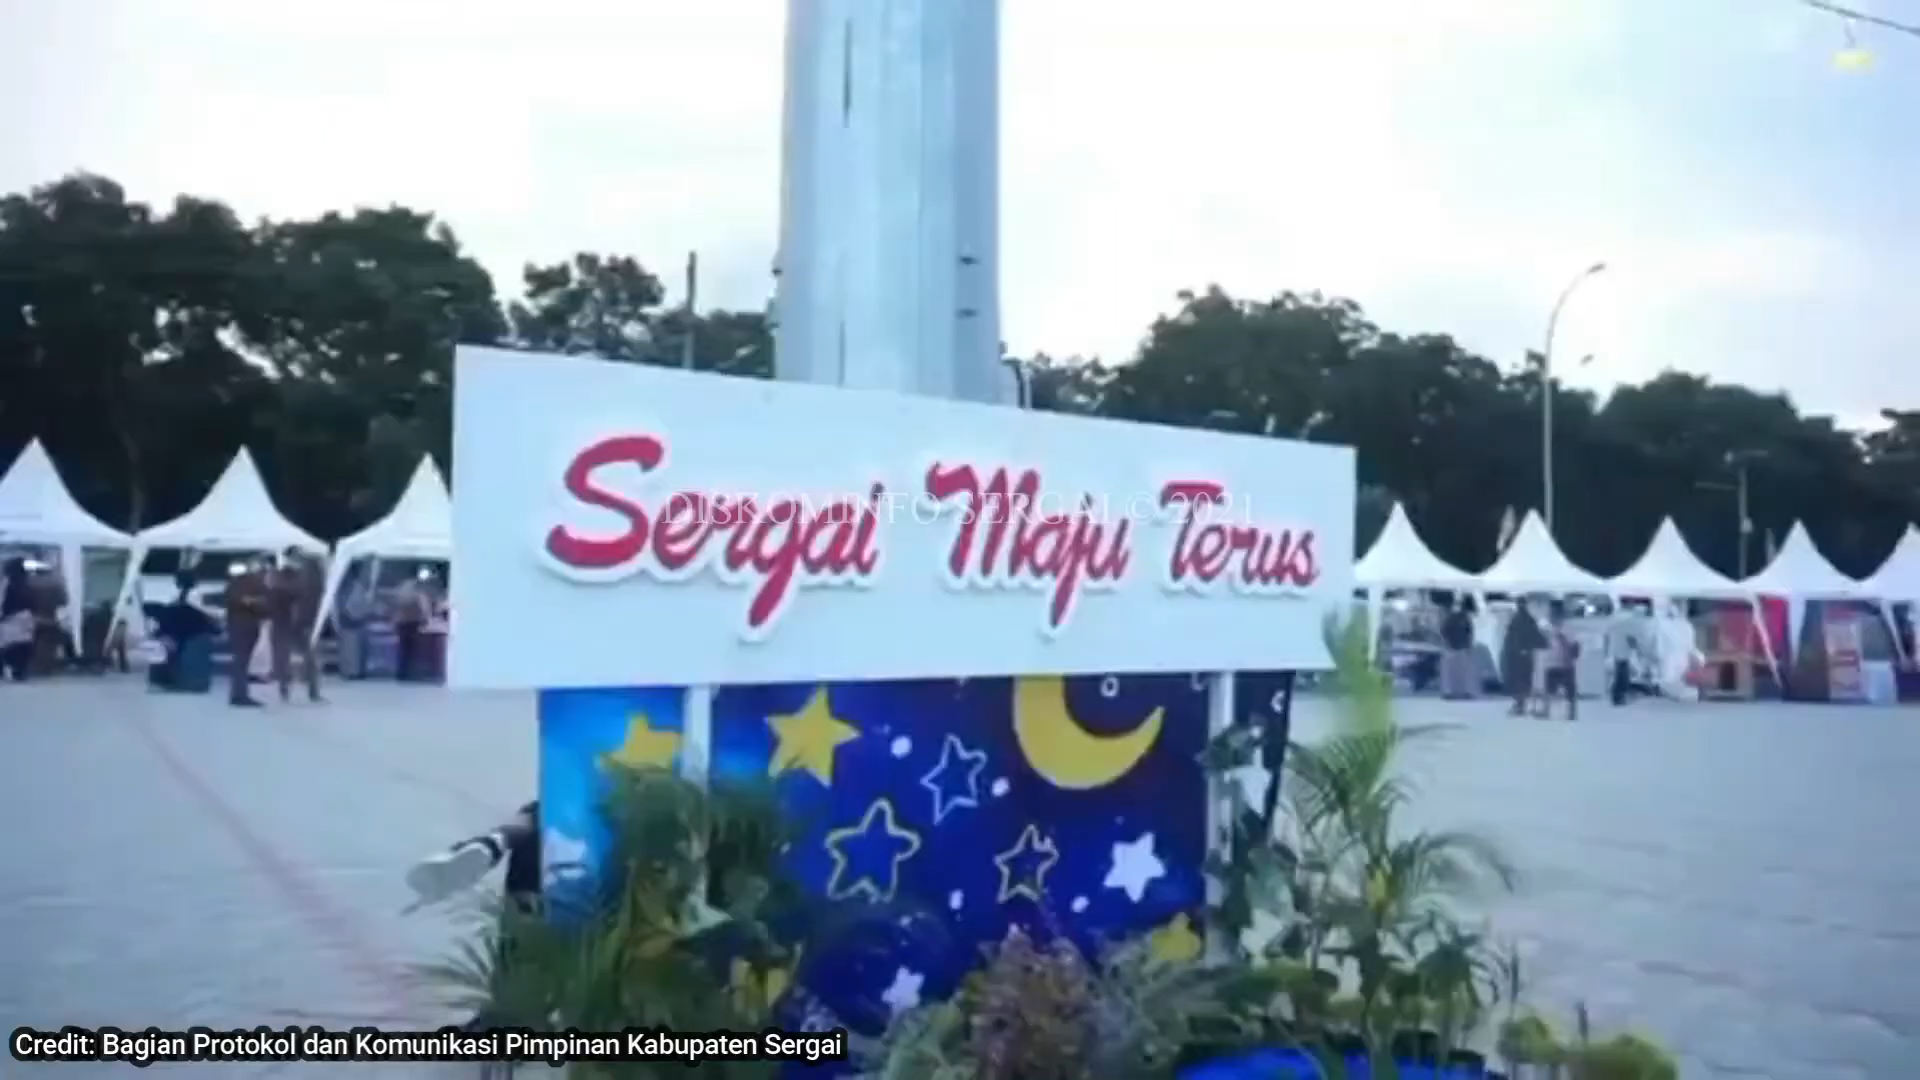 Sergai Maju Terus
DISKOMINFO SERGAI © 2021
Credit: Bagian Protokol dan Komunikasi Pimpinan Kabupaten Sergai